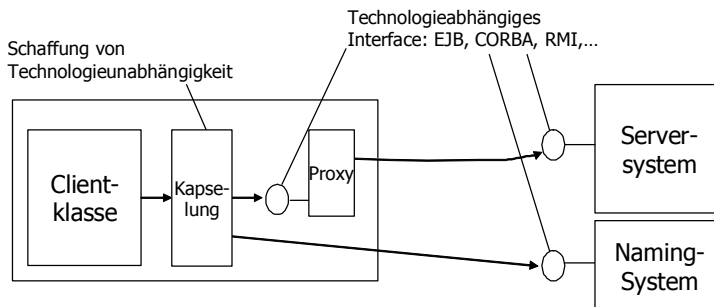 Technologieabhängiges
Interface: EJB, CORBA, RMI,...
Schaffung von
Technologieunabhängigkeit
Client-
klasse
Kapse-
lung
Proxy
Server-
system
Naming-
System